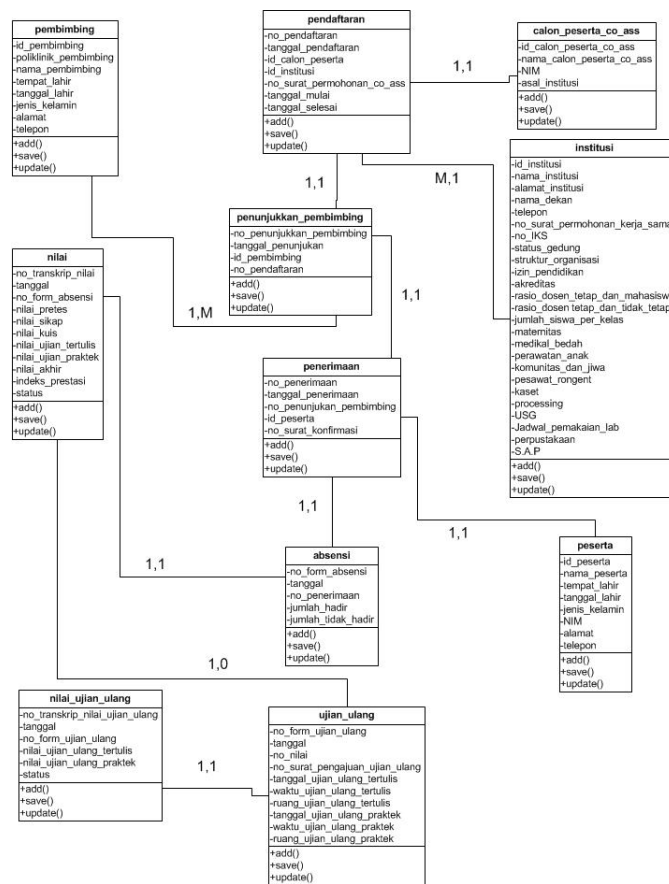 pembimbing
-id_pembimbing
-poliklinik_pembimbing
-nama_pembimbing
-tempat_lahir
-tanggal_lahir
-jenis_kelamin
-alamat
-telepon
+add()
+save()
+update()
pendaftaran
-no_pendaftaran
-tanggal_pendaftaran
-id_calon_peserta
-id_institusi
-no_surat_permohonan_co_ass
-tanggal_mulai
-tanggal_selesai
+add()
+save()
+update()
1,1
calon_peserta_co_ass
-id_calon_peserta_co_ass
-nama_calon_peserta_co_ass
-NIM
-asal_institusi
+add()
+save()
+update()
1,1
M,1
institusi
-id_institusi
-nama_institusi
-alamat_institusi
-nama_dekan
-telepon
-no_surat_permohonan_kerja_sama
-no_IKS
-status_gedung
-struktur_organisasi
-izin_pendidikan
-akreditas
-rasio_dosen_tetap_dan_mahasisw
-rasio_dosen tetap_dan_tidak_tetap
-jumlah_siswa_per_kelas
-maternitas
-medikal_bedah
-perawatan_anak
-komunitas_dan_jiwa
-pesawat_rongent
-kaset
-processing
-USG
-Jadwal_pemakaian_lab
-perpustakaan
-S.A.P
+add()
+save()
+update()
penunjukkan_pembimbing
-no_penunjukkan_pembimbing
-tanggal_penunjukan
-id_pembimbing
-no_pendaftaran
+add()
+save()
+update()
1,M
1,1
nilai
-no_transkrip_nilai
-tanggal
-no_form_absensi
-nilai_pretes
-nilai_sikap
-nilai_kuis
-nilai_ujian_tertulis
-nilai_ujian_praktek
-nilai_akhir
-indeks_prestasi
-status
+add()
+save()
+update()
penerimaan
-no_penerimaan
-tanggal_penerimaan
-no_penunjukan_pembimbing
-id_peserta
-no_surat_konfirmasi
+add()
+save()
+update()
1,1
1,1
1,1
absensi
-no_form_absensi
-tanggal
-no_penerimaan
-jumlah_hadir
-jumlah_tidak_hadir
+add()
+save()
+update()
peserta
-id_peserta
-nama_peserta
-tempat_lahir
-tanggal_lahir
-jenis_kelamin
-NIM
-alamat
-telepon
+add()
+save()
+update()
1,0
nilai_ujian_ulang
-no_transkrip_nilai_ujian_ulang
-tanggal
-no_form_ujian_ulang
-nilai_ujian_ulang_tertulis
-nilai_ujian_ulang_praktek
-status
+add()
+save()
+update()
1,1
ujian_ulang
-no_form_ujian_ulang
-tanggal
-no_nilai
-no_surat_pengajuan_ujian_ulang
-tanggal_ujian_ulang_tertulis
-waktu_ujian_ulang_tertulis
-ruang_ujian_ulang_tertulis
-tanggal_ujian_ulang_praktek
-waktu_ujian_ulang_praktek
-ruang_ujian_ulang_praktek
+add()
+save()
+update()